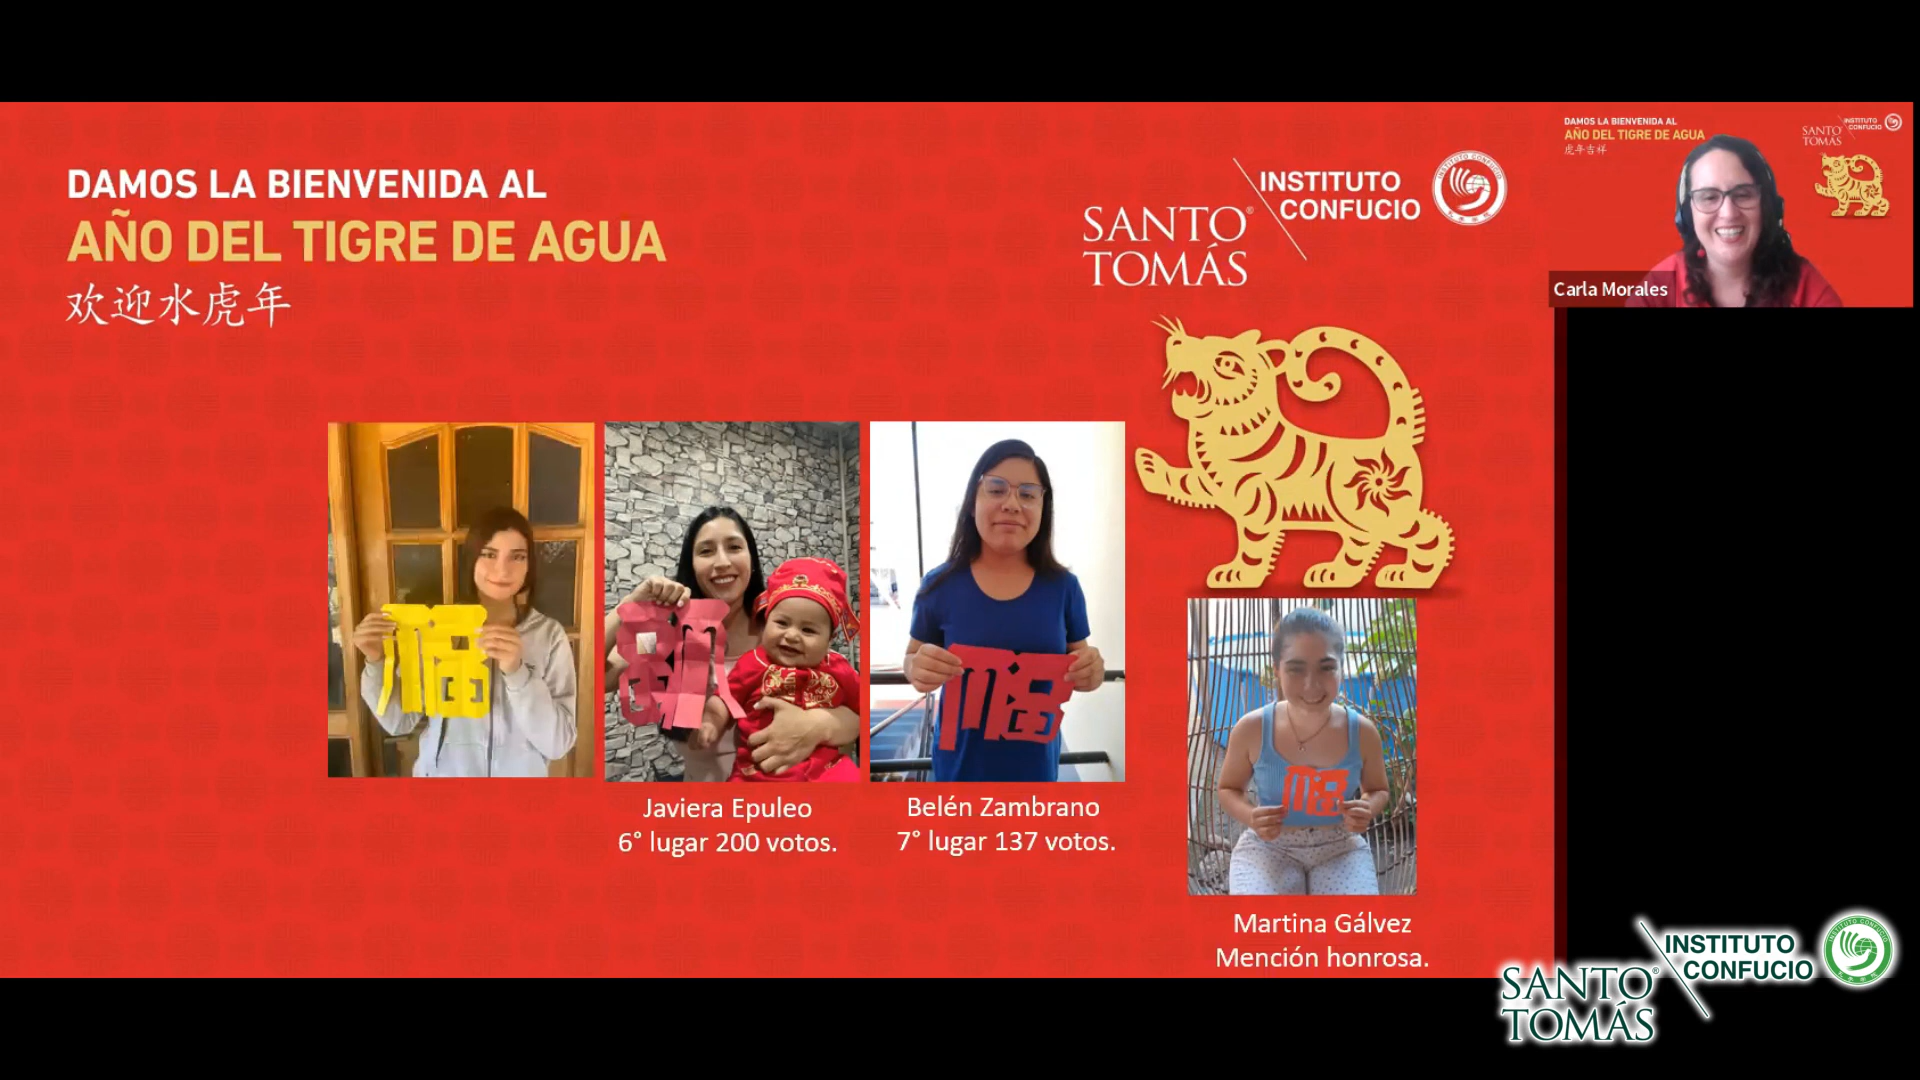 DAMOS LA BIENVENIDA AL
AÑO DEL TIGRE DE AGUA
欢迎水虎年
SANTO
TOMÁS
INSTITUTO
CONFUCIO
DAMOS LA BIENVENIDA AL
AÑO DEL TIGRE DE AGUA
虎年吉祥
SANTO
TOMÁS
INSTITUTO
CONFUCIO
Carla Morales
福
福
福
福
Javiera Epuleo
6° lugar 200 votos.
Belén Zambrano
7° lugar 137 votos.
Martina Gálvez
Mención honrosa.
SANTO
TOMÁS
INSTITUTO
CONFUCIO